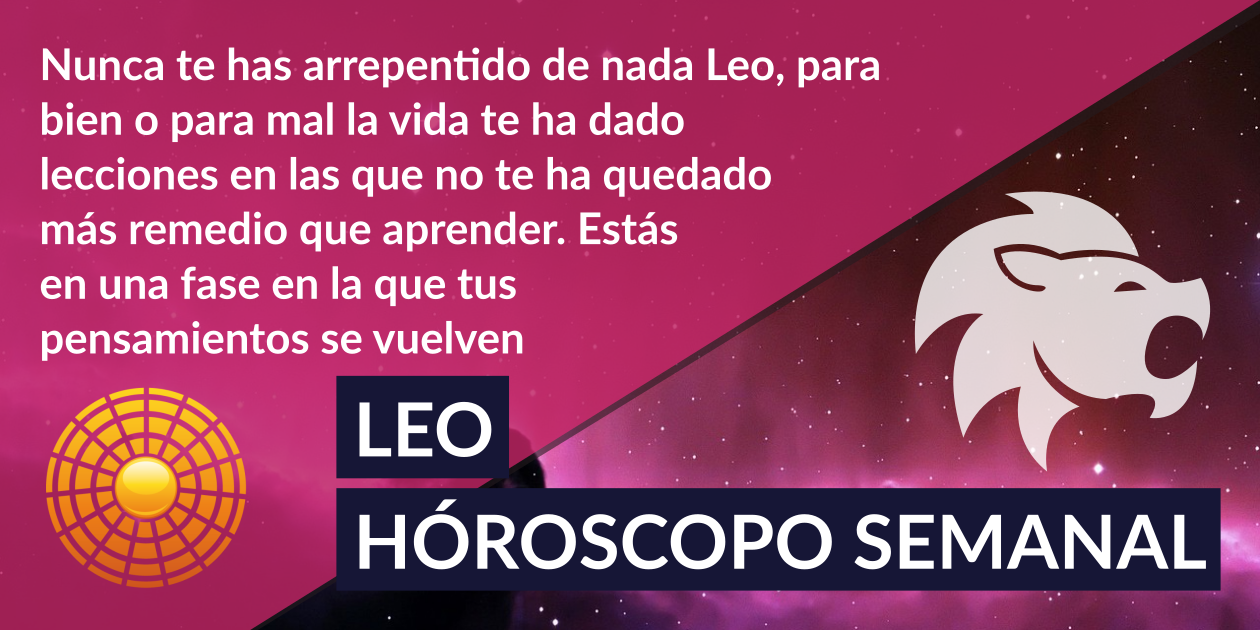 Nunca te has arrepentido de nada Leo, para
bien o para mal la vida te ha dado
lecciones en las que no te ha quedado
más remedio que aprender. Estás
en una fase en la que tus
pensamientos se vuelven
LEO
HÓROSCOPO SEMANAL